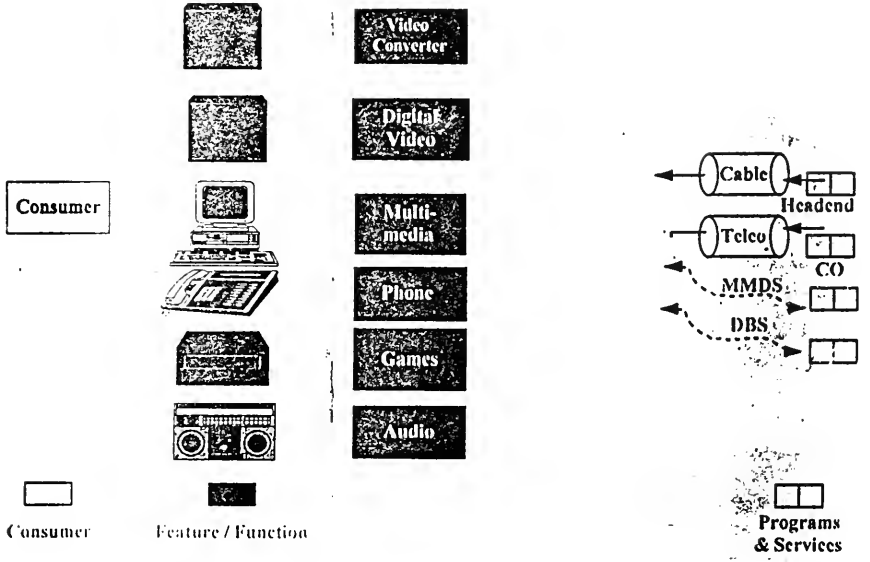 Video
Converter
Digital
Video
Consumer
Multi-
media
Phone
Games
Audio
Cable
Headend
Telco
CO
MMDS
DBS
Consumer
Feature / Function
Programs
& Services